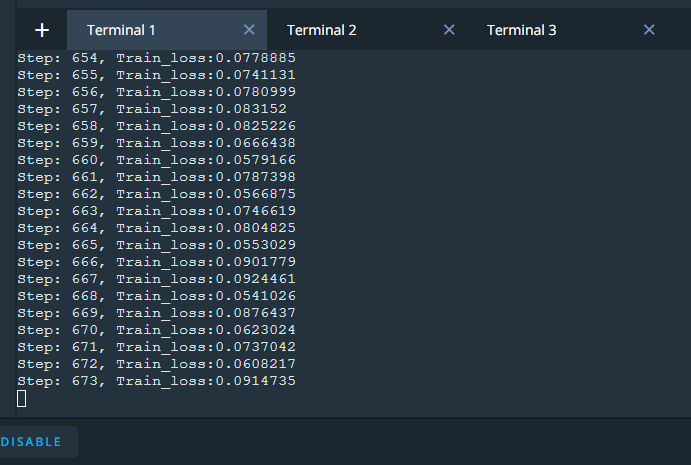 + Terminal 1 × Terminal 2 × Terminal 3 ×
Step: 654, Train_loss:0.0778885
Step: 655, Train_loss:0.0741131
Step: 656, Train_loss:0.0780999
Step: 657, Train_loss:0.083152
Step: 658, Train_loss:0.0825226
Step: 659, Train_loss:0.0666438
Step: 660, Train_loss:0.0579166
Step: 661, Train_loss:0.0787398
Step: 662, Train_loss:0.0566875
Step: 663, Train_loss:0.0746619
Step: 664, Train_loss:0.0804825
Step: 665, Train_loss:0.0553029
Step: 666, Train_loss:0.0901779
Step: 667, Train_loss:0.0924461
Step: 668, Train_loss:0.0541026
Step: 669, Train_loss:0.0876437
Step: 670, Train_loss:0.0623024
Step: 671, Train_loss:0.0737042
Step: 672, Train_loss:0.0608217
Step: 673, Train_loss:0.0914735
DISABLE